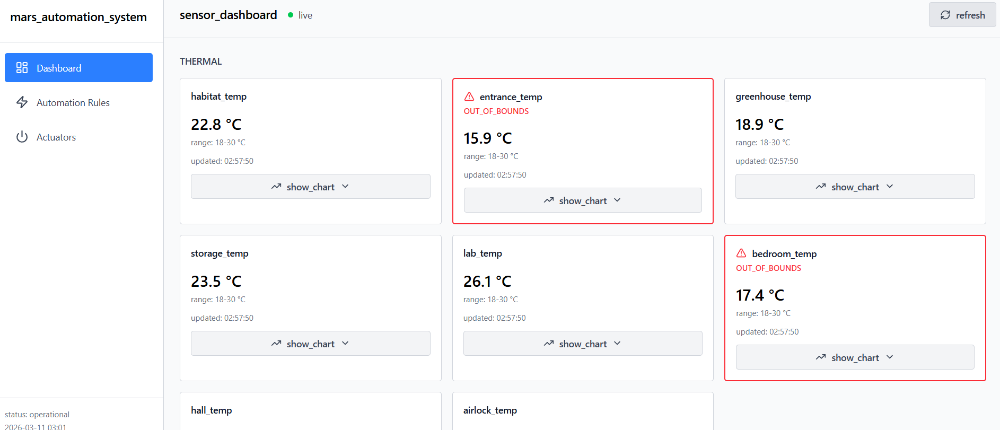 mars_automation_system
Dashboard
Automation Rules
Actuators
status: operational
2026-03-11 03:01
sensor_dashboard
live
refresh
THERMAL
habitat_temp
22.8 °C
range: 18-30 °C
updated: 02:57:50
show_chart
entrance_temp
OUT_OF_BOUNDS
15.9 °C
range: 18-30 °C
updated: 02:57:50
show_chart
greenhouse_temp
18.9 °C
range: 18-30 °C
updated: 02:57:50
show_chart
storage_temp
23.5 °C
range: 18-30 °C
updated: 02:57:50
show_chart
lab_temp
26.1 °C
range: 18-30 °C
updated: 02:57:50
show_chart
bedroom_temp
OUT_OF_BOUNDS
17.4 °C
range: 18-30 °C
updated: 02:57:50
show_chart
hall_temp
airlock_temp